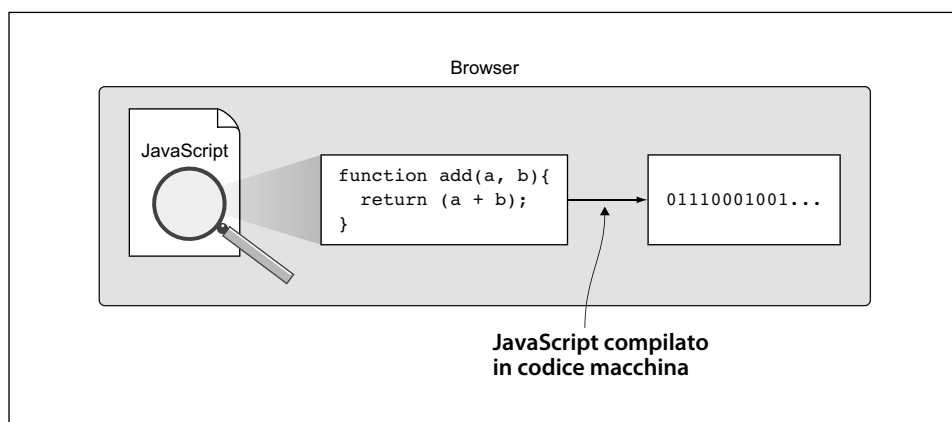 Browser
JavaScript
function add(a, b){
  return (a + b);
}
01110001001...
JavaScript compilato
in codice macchina